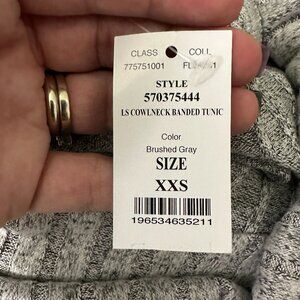 CLASS COLL
775751001
STYLE
570375444
LS COWLNECK BANDED TUNIC
Color
Brushed Gray
SIZE
XXS
196534635211